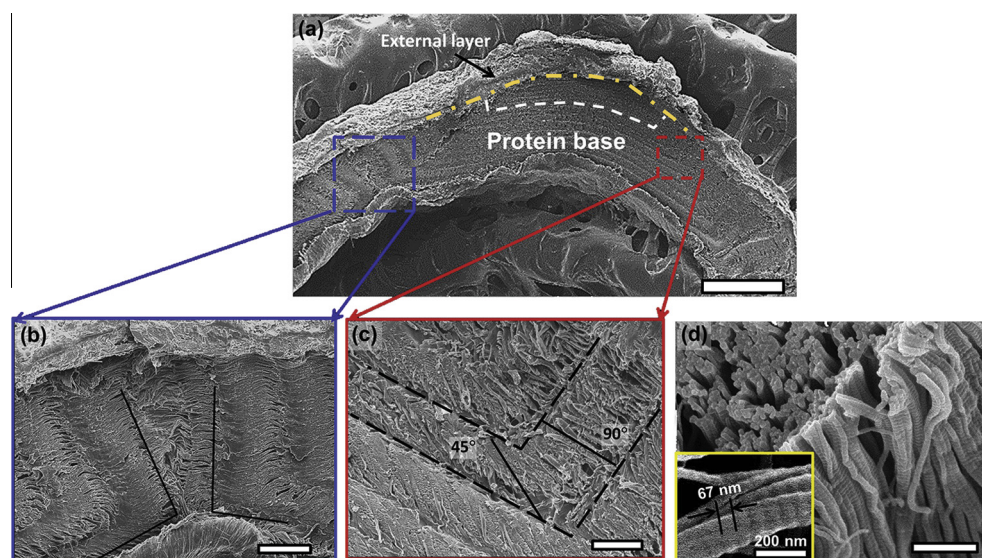 (a)
External layer
Protein base
(b)
(c)
45°
90°
(d)
67 nm
200 nm